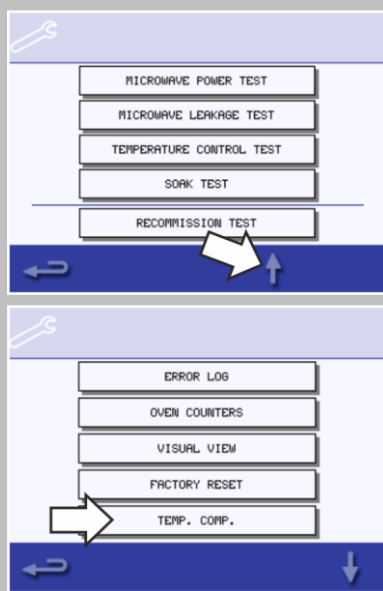 MICROWAVE POWER TEST
MICROWAVE LEAKAGE TEST
TEMPERATURE CONTROL TEST
SOAK TEST
RECOMMISSION TEST
ERROR LOG
OVEN COUNTERS
VISUAL VIEW
FACTORY RESET
TEMP. COMP.